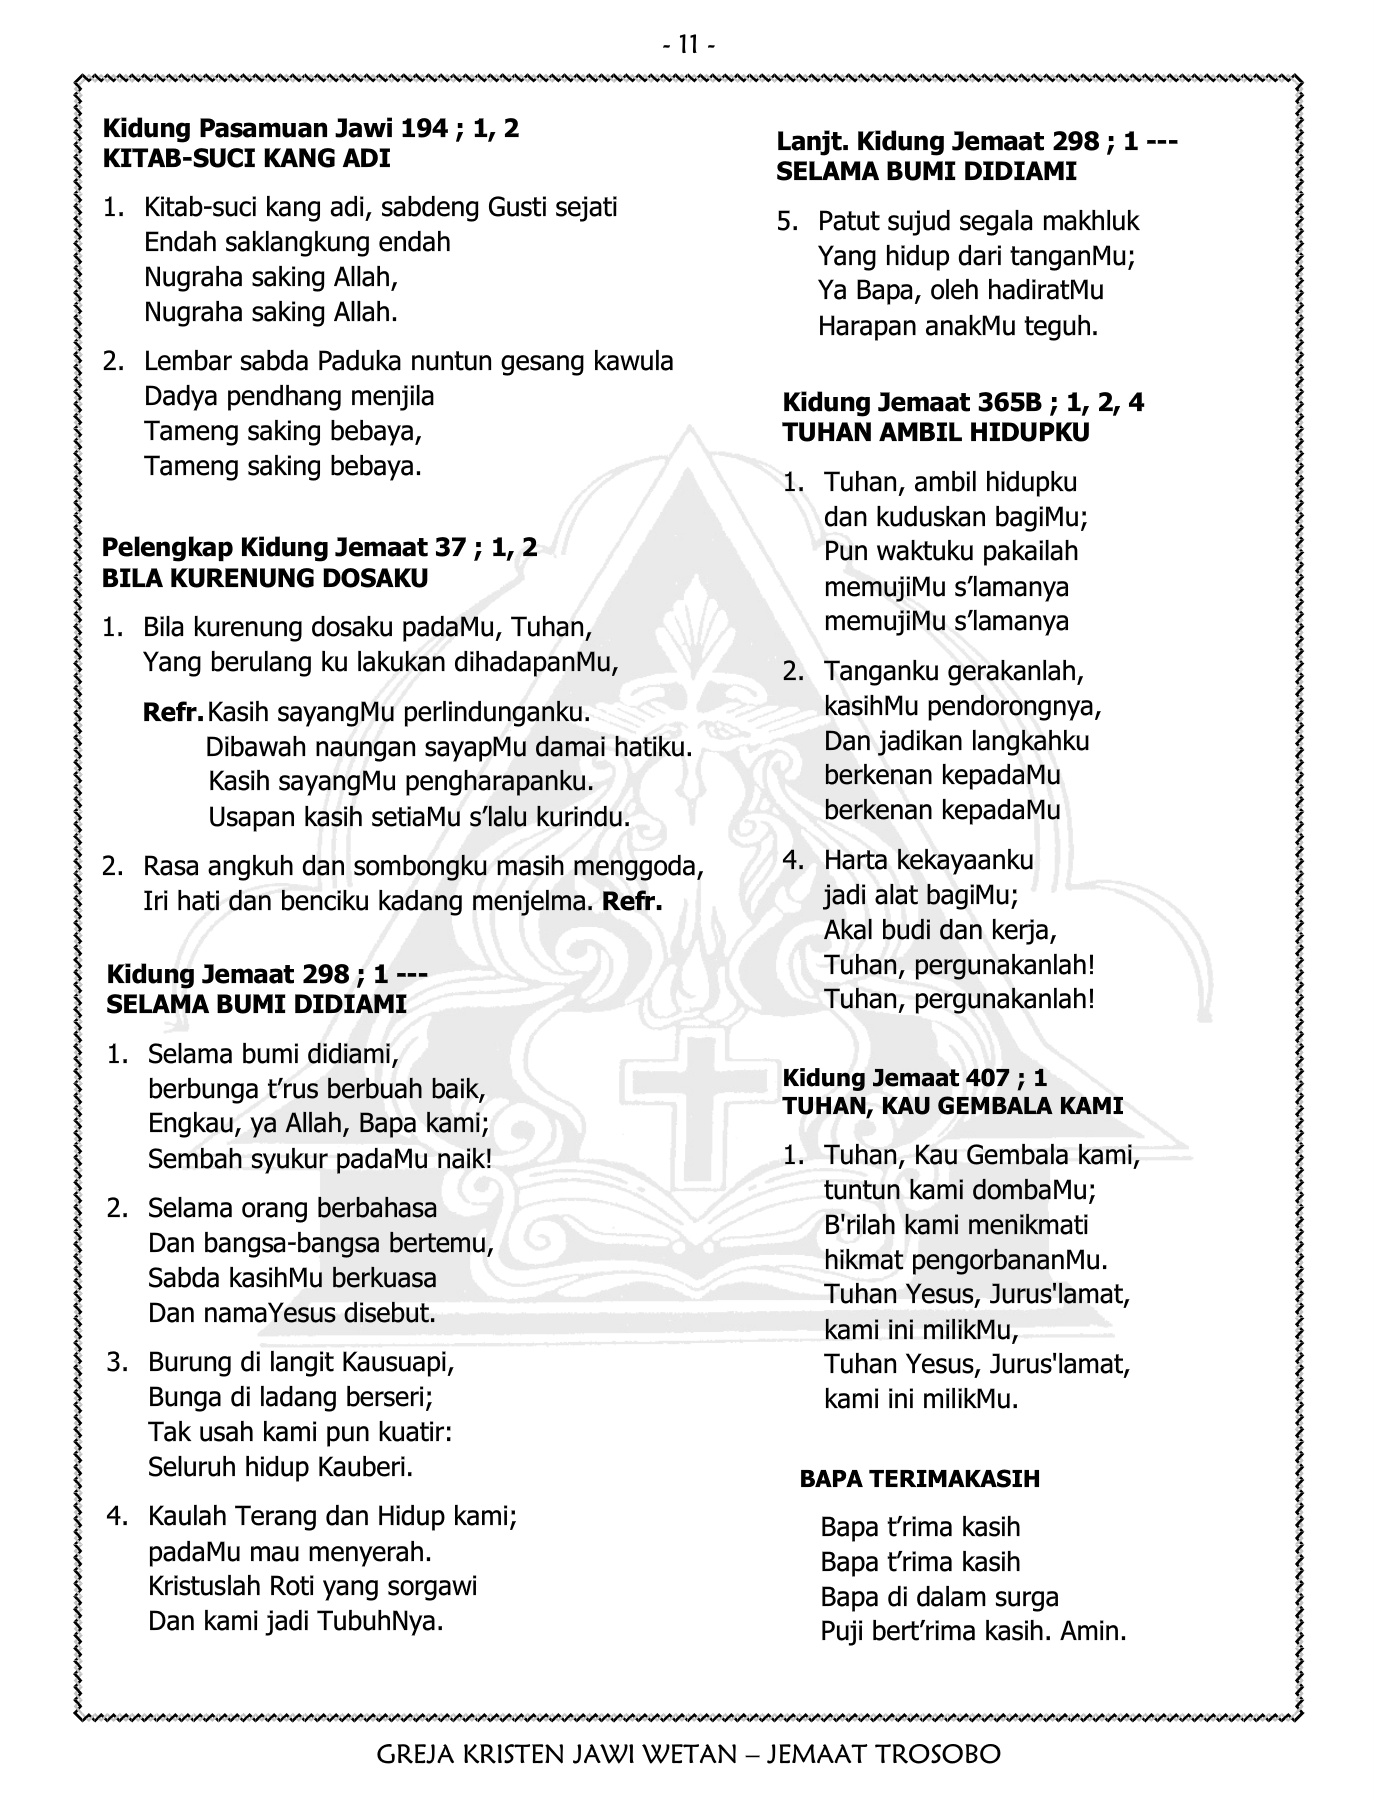 - 11 -
Kidung Pasamuan Jawi 194 ; 1, 2
KITAB-SUCI KANG ADI
1. Kitab-suci kang adi, sabdeng Gusti sejati
Endah saklangkung endah
Nugraha saking Allah,
Nugraha saking Allah.
2. Lembar sabda Paduka nuntun gesang kawula
Dadya pendhang menjila
Tameng saking bebaya,
Tameng saking bebaya.
Pelengkap Kidung Jemaat 37 ; 1, 2
BILA KURENUNG DOSAKU
1. Bila kurenung dosaku padaMu, Tuhan,
Yang berulang ku lakukan dihadapanMu,
Refr. Kasih sayangMu perlindunganku.
Dibawah naungan sayapMu damai hatiku.
Kasih sayangMu pengharapanku.
Usapan kasih setiaMu s’lalu kurindu.
2. Rasa angkuh dan sombongku masih menggoda,
Iri hati dan benciku kadang menjelma. Refr.
Kidung Jemaat 298 ; 1 ---
SELAMA BUMI DIDIAMI
1. Selama bumi didiami,
berbunga t’rus berbuah baik,
Engkau, ya Allah, Bapa kami;
Sembah syukur padaMu naik!
2. Selama orang berbahasa
Dan bangsa-bangsa bertemu,
Sabda kasihMu berkuasa
Dan namaYesus disebut.
3. Burung di langit Kausuapi,
Bunga di ladang berseri;
Tak usah kami pun kuatir:
Seluruh hidup Kauberi.
4. Kaulah Terang dan Hidup kami;
padaMu mau menyerah.
Kristuslah Roti yang sorgawi
Dan kami jadi TubuhNya.
Lanjt. Kidung Jemaat 298 ; 1 ---
SELAMA BUMI DIDIAMI
5. Patut sujud segala makhluk
Yang hidup dari tanganMu;
Ya Bapa, oleh hadiratMu
Harapan anakMu teguh.
Kidung Jemaat 365B ; 1, 2, 4
TUHAN AMBIL HIDUPKU
1. Tuhan, ambil hidupku
dan kuduskan bagiMu;
Pun waktuku pakailah
memujiMu s’lamanya
memujiMu s’lamanya
2. Tanganku gerakanlah,
kasihMu pendorongnya,
Dan jadikan langkahku
berkenan kepadaMu
berkenan kepadaMu
4. Harta kekayaanku
jadi alat bagiMu;
Akal budi dan kerja,
Tuhan, pergunakanlah!
Tuhan, pergunakanlah!
Kidung Jemaat 407 ; 1
TUHAN, KAU GEMBALA KAMI
1. Tuhan, Kau Gembala kami,
tuntun kami dombaMu;
B'rilah kami menikmati
hikmat pengorbananMu.
Tuhan Yesus, Jurus'lamat,
kami ini milikMu,
Tuhan Yesus, Jurus'lamat,
kami ini milikMu.
BAPA TERIMAKASIH
Bapa t’rima kasih
Bapa t’rima kasih
Bapa di dalam surga
Puji bert’rima kasih. Amin.
GREJA KRISTEN JAWI WETAN – JEMAAT TROSOBO